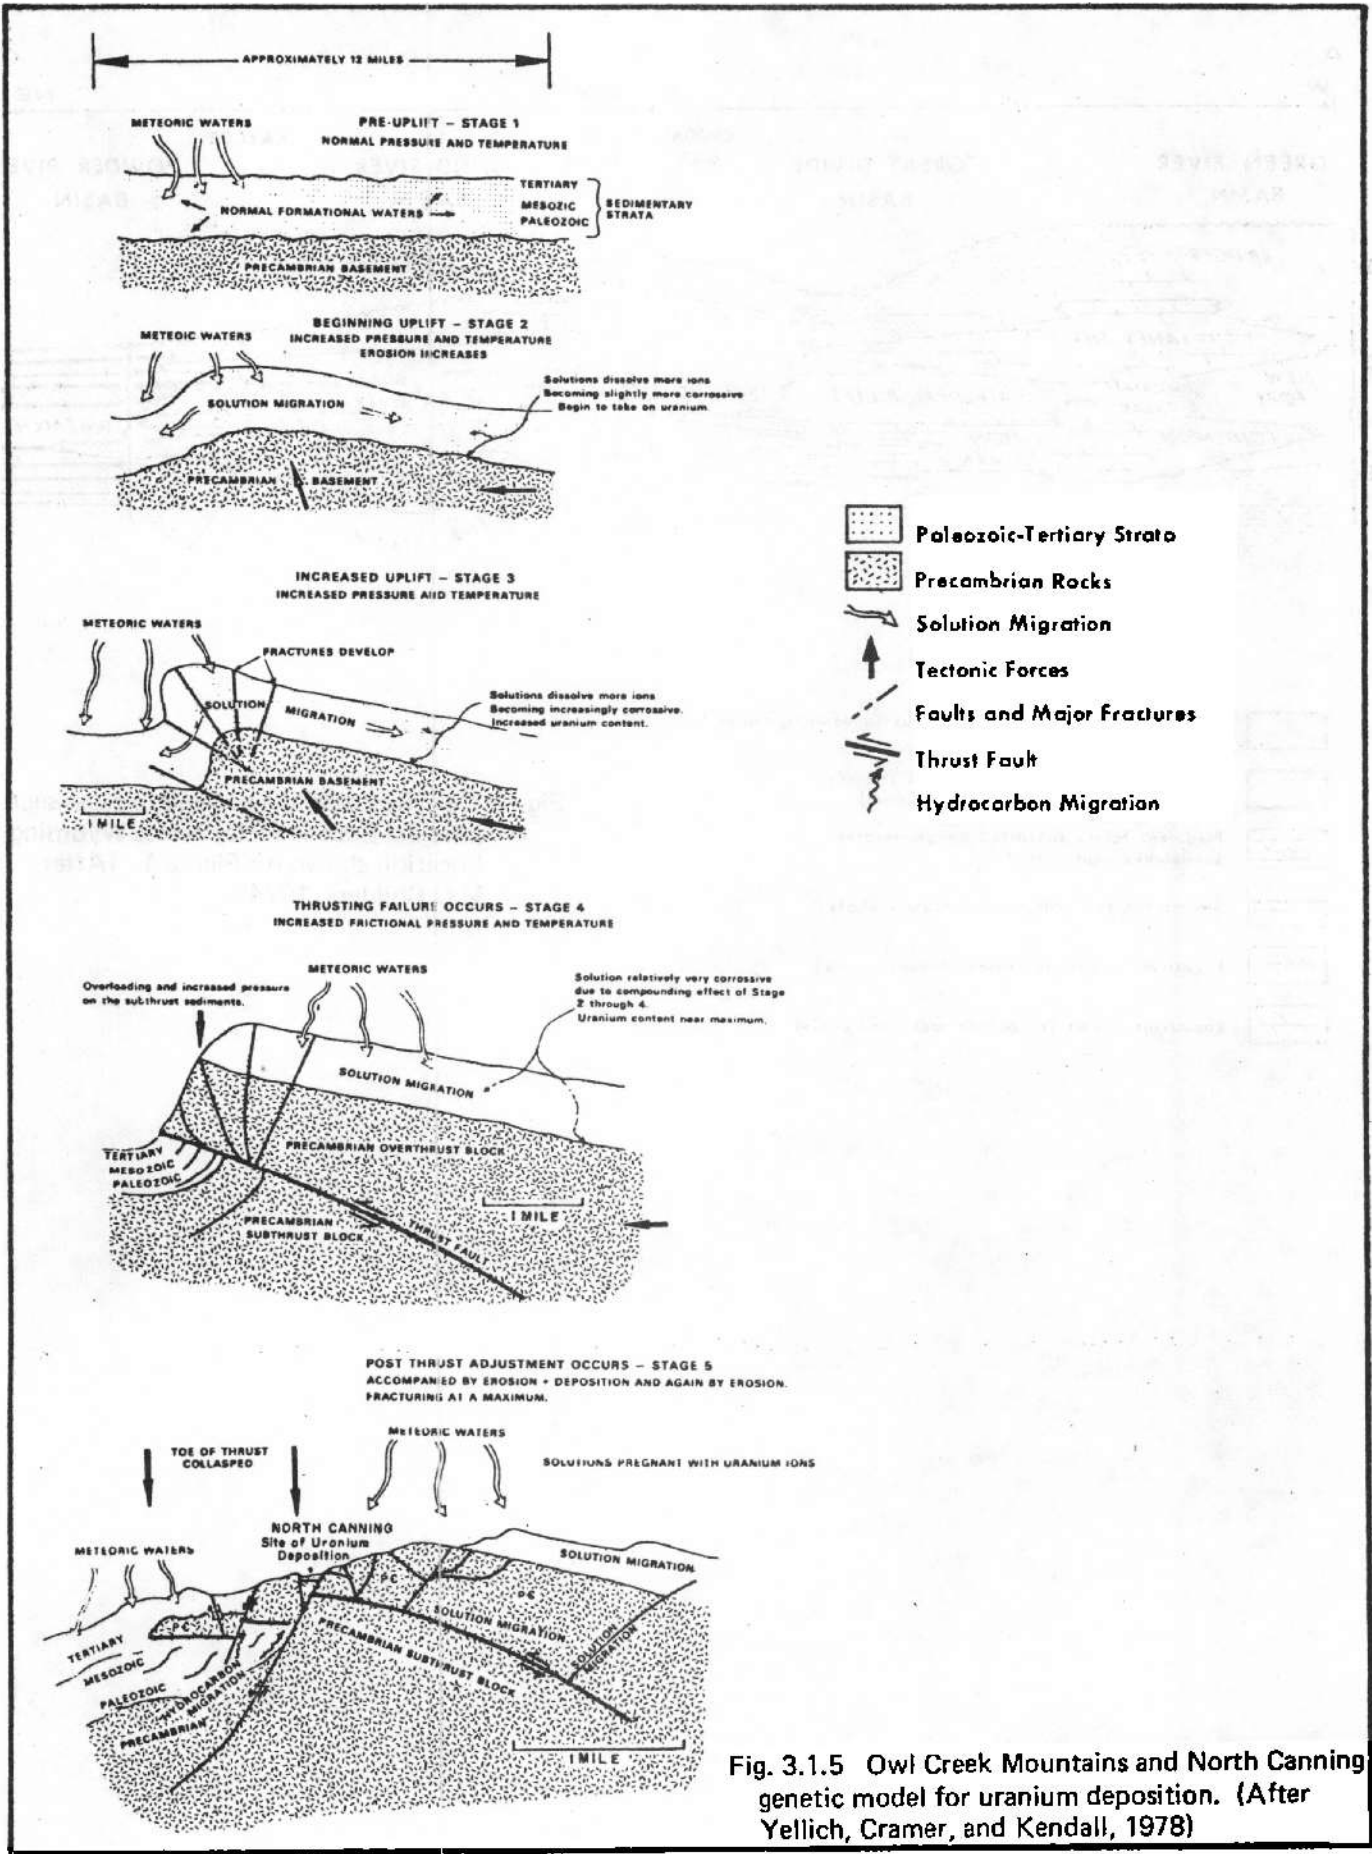 APPROXIMATELY 12 MILES
METEORIC WATERS
PRE-UPLIFT – STAGE 1
NORMAL PRESSURE AND TEMPERATURE
TERTIARY
MESOZIC
PALEOZOIC
SEDIMENTARY
STRATA
NORMAL FORMATIONAL WATERS
PRECAMBRIAN BASEMENT
BEGINNING UPLIFT – STAGE 2
INCREASED PRESSURE AND TEMPERATURE
EROSION INCREASES
METEDIC WATERS
SOLUTION MIGRATION
Solutions dissolve more ions
Becoming slightly more corrossive
Begin to take on uranium.
PRECAMBRIAN BASEMENT
Paleozoic-Tertiary Strata
Precambrian Rocks
Solution Migration
Tectonic Forces
Faults and Major Fractures
Thrust Fault
Hydrocarbon Migration
INCREASED UPLIFT – STAGE 3
INCREASED PRESSURE AND TEMPERATURE
METEORIC WATERS
FRACTURES DEVELOP
SOLUTION
MIGRATION
Solutions dissolve more ions
Becoming increasingly corrossive.
Increased uranium content.
PRECAMBRIAN BASEMENT
1 MILE
THRUSTING FAILURE OCCURS – STAGE 4
INCREASED FRICTIONAL PRESSURE AND TEMPERATURE
METEORIC WATERS
Overloading and increased pressure
on the subthrust sediments.
Solution relatively very corrossive
due to compounding effect of Stage
2 through 4.
Uranium content near maximum.
SOLUTION MIGRATION
PRECAMBRIAN OVERTHRUST BLOCK
TERTIARY
MESOZOIC
PALEOZOIC
1 MILE
PRECAMBRIAN
SUBTHRUST BLOCK
THRUST FAULT
POST THRUST ADJUSTMENT OCCURS – STAGE 5
ACCOMPANIED BY EROSION + DEPOSITION AND AGAIN BY EROSION.
FRACTURING AT A MAXIMUM.
METEORIC WATERS
TOE OF THRUST
COLLASPED
SOLUTIONS PREGNANT WITH URANIUM IONS
NORTH CANNING
Site of Uranium
Deposition
METEORIC WATERS
SOLUTION MIGRATION
P€
P€
P€
SOLUTION MIGRATION
SOLUTION
MIGRATION
TERTIARY
MESOZOIC
PALEOZOIC
HYDROCARBON
MIGRATION
PRECAMBRIAN
PRECAMBRIAN SUBTHRUST BLOCK
1 MILE
Fig. 3.1.5 Owl Creek Mountains and North Canning
genetic model for uranium deposition. (After
Yellich, Cramer, and Kendall, 1978)